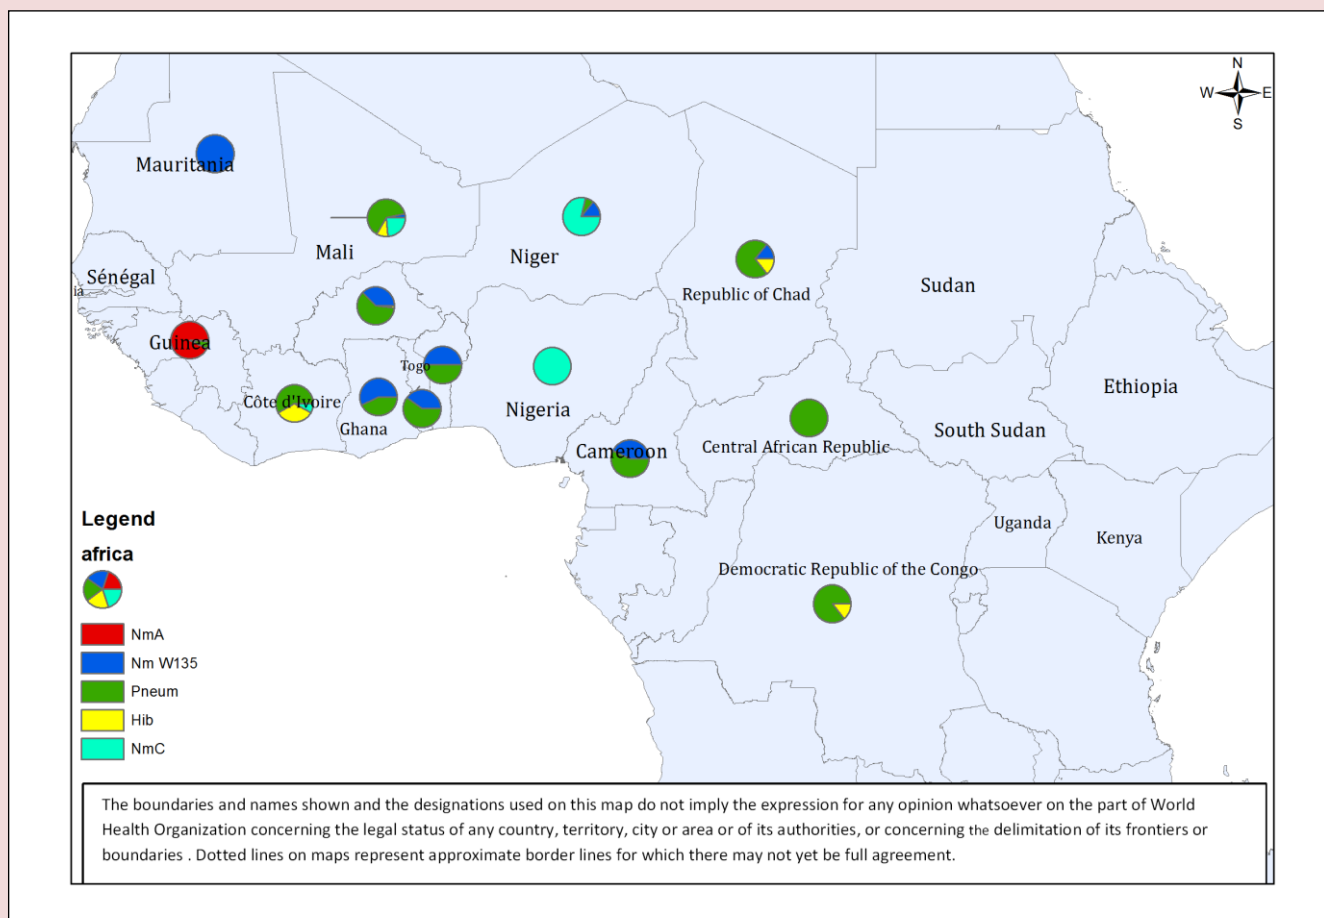 N
W E
S
Mauritania
Mali
Niger
Republic of Chad
Sudan
Sénégal
ia
Guinea
Togo
Côte d'Ivoire
Ghana
Nigeria
Cameroon
Central African Republic
South Sudan
Ethiopia
Uganda
Kenya
Democratic Republic of the Congo
Legend
africa
NmA
Nm W135
Pneum
Hib
NmC
The boundaries and names shown and the designations used on this map do not imply the expression for any opinion whatsoever on the part of World
Health Organization concerning the legal status of any country, territory, city or area or of its authorities, or concerning the delimitation of its frontiers or
boundaries . Dotted lines on maps represent approximate border lines for which there may not yet be full agreement.